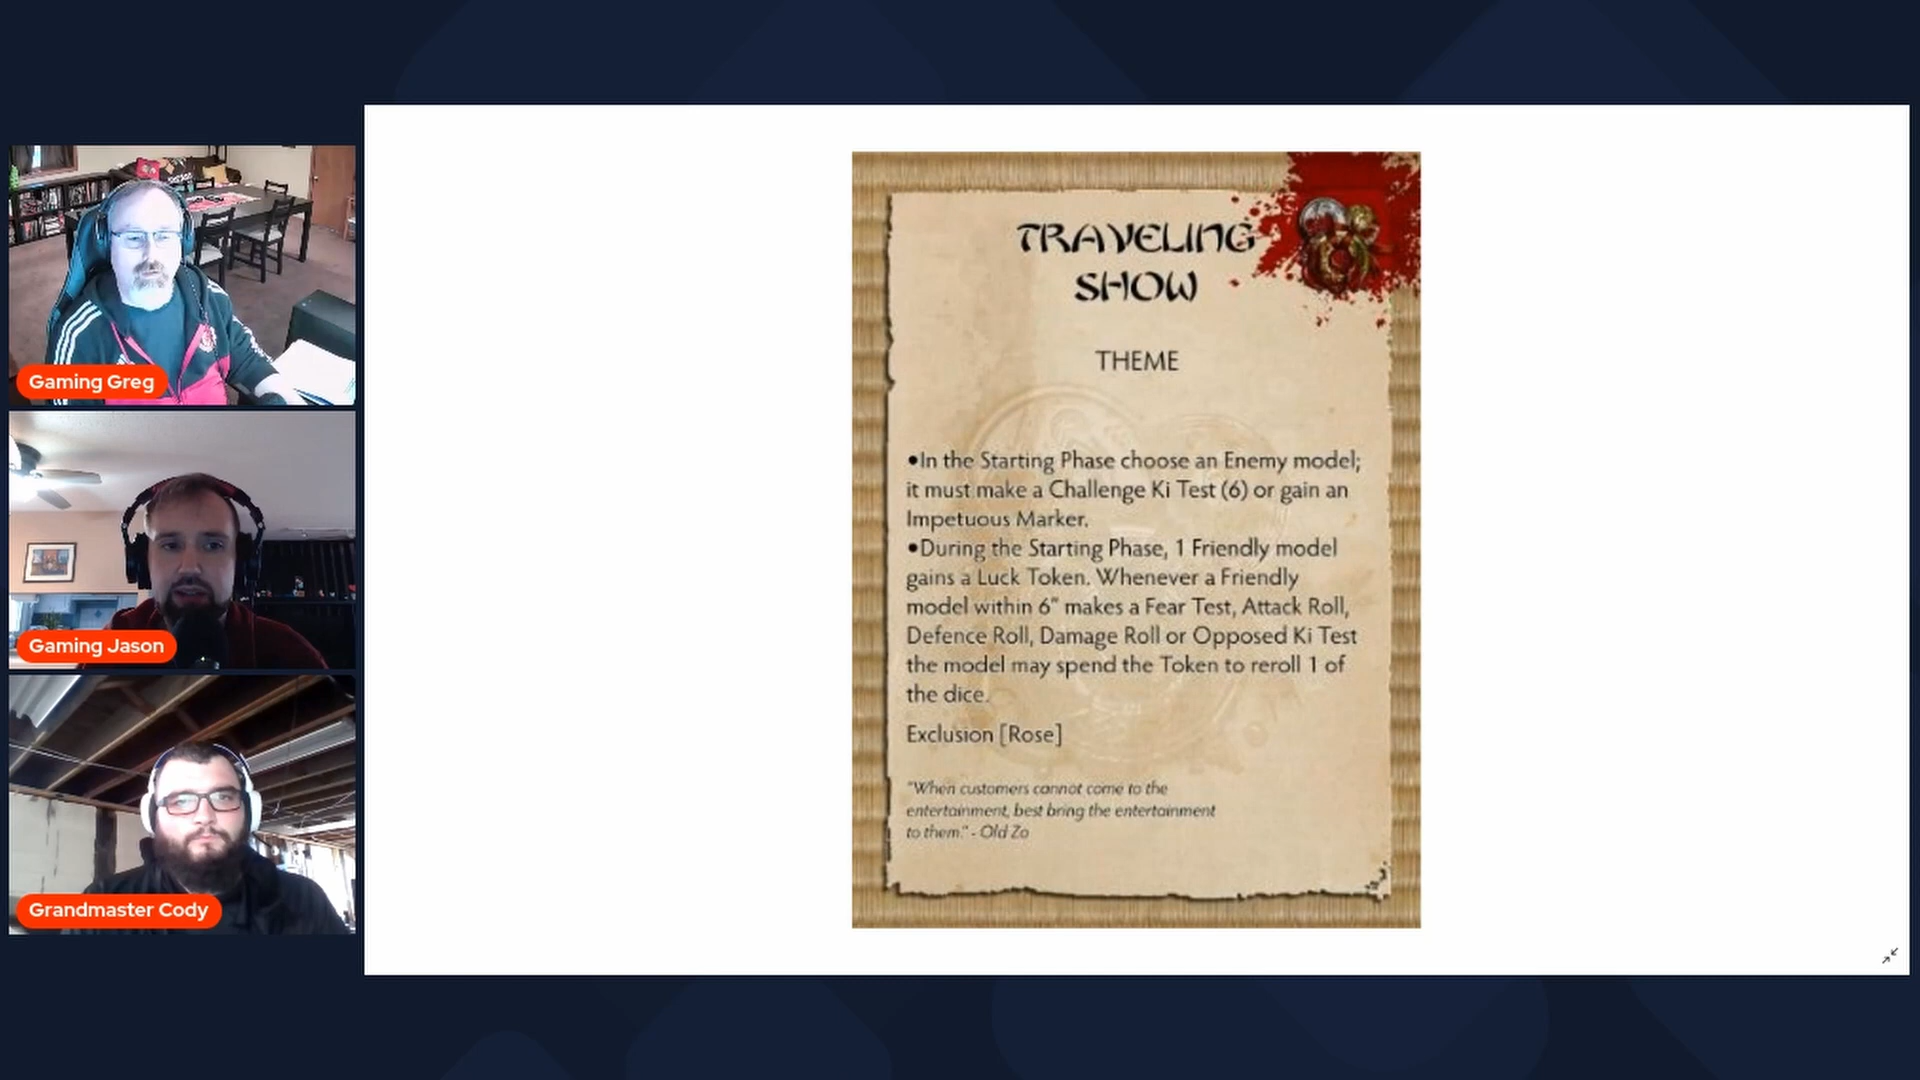 Gaming Greg
Gaming Jason
Grandmaster Cody
TRAVELING
SHOW
THEME
•In the Starting Phase choose an Enemy model;
it must make a Challenge Ki Test (6) or gain an
Impetuous Marker.
•During the Starting Phase, 1 Friendly model
gains a Luck Token. Whenever a Friendly
model within 6" makes a Fear Test, Attack Roll,
Defence Roll, Damage Roll or Opposed Ki Test
the model may spend the Token to reroll 1 of
the dice.
Exclusion [Rose]
"When customers cannot come to the
entertainment, best bring the entertainment
to them." - Old Zo